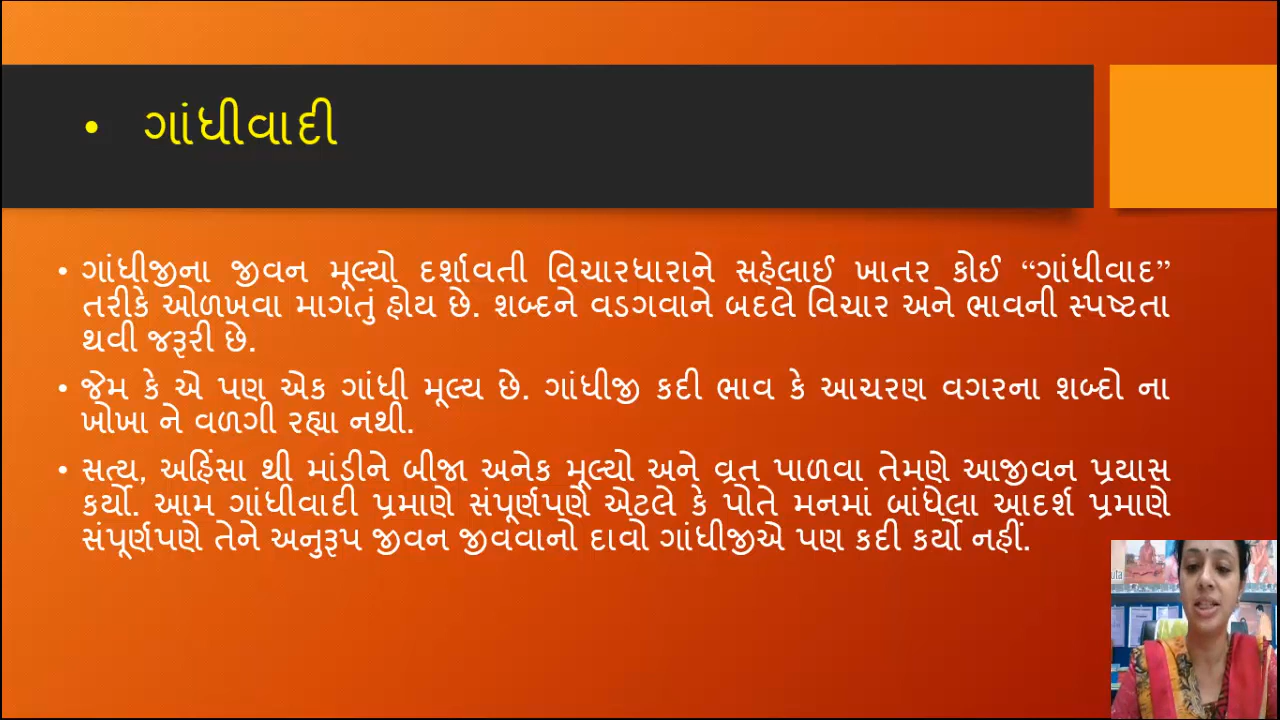 • ગાંધીવાદી
• ગાંધીજીના જીવન મૂલ્યો દર્શાવતી વિચારધારાને સહેલાઈ ખાતર કોઈ “ગાંધીવાદ”
તરીકે ઓળખવા માગતું હોય છે. શબ્દને વડગવાને બદલે વિચાર અને ભાવની સ્પષ્ટતા
થવી જરૂરી છે.
• જેમ કે એ પણ એક ગાંધી મૂલ્ય છે. ગાંધીજી કદી ભાવ કે આચરણ વગરના શબ્દો ના
ખોખા ને વળગી રહ્યા નથી.
• સત્ય, અહિંસા થી માંડીને બીજા અનેક મૂલ્યો અને વ્રત પાળવા તેમણે આજીવન પ્રયાસ
કર્યો. આમ ગાંધીવાદી પ્રમાણે સંપૂર્ણપણે એટલે કે પોતે મનમાં બાંધેલા આદર્શ પ્રમાણે
સંપૂર્ણપણે તેને અનુરૂપ જીવન જીવવાનો દાવો ગાંધીજીએ પણ કદી કર્યો નહીં.